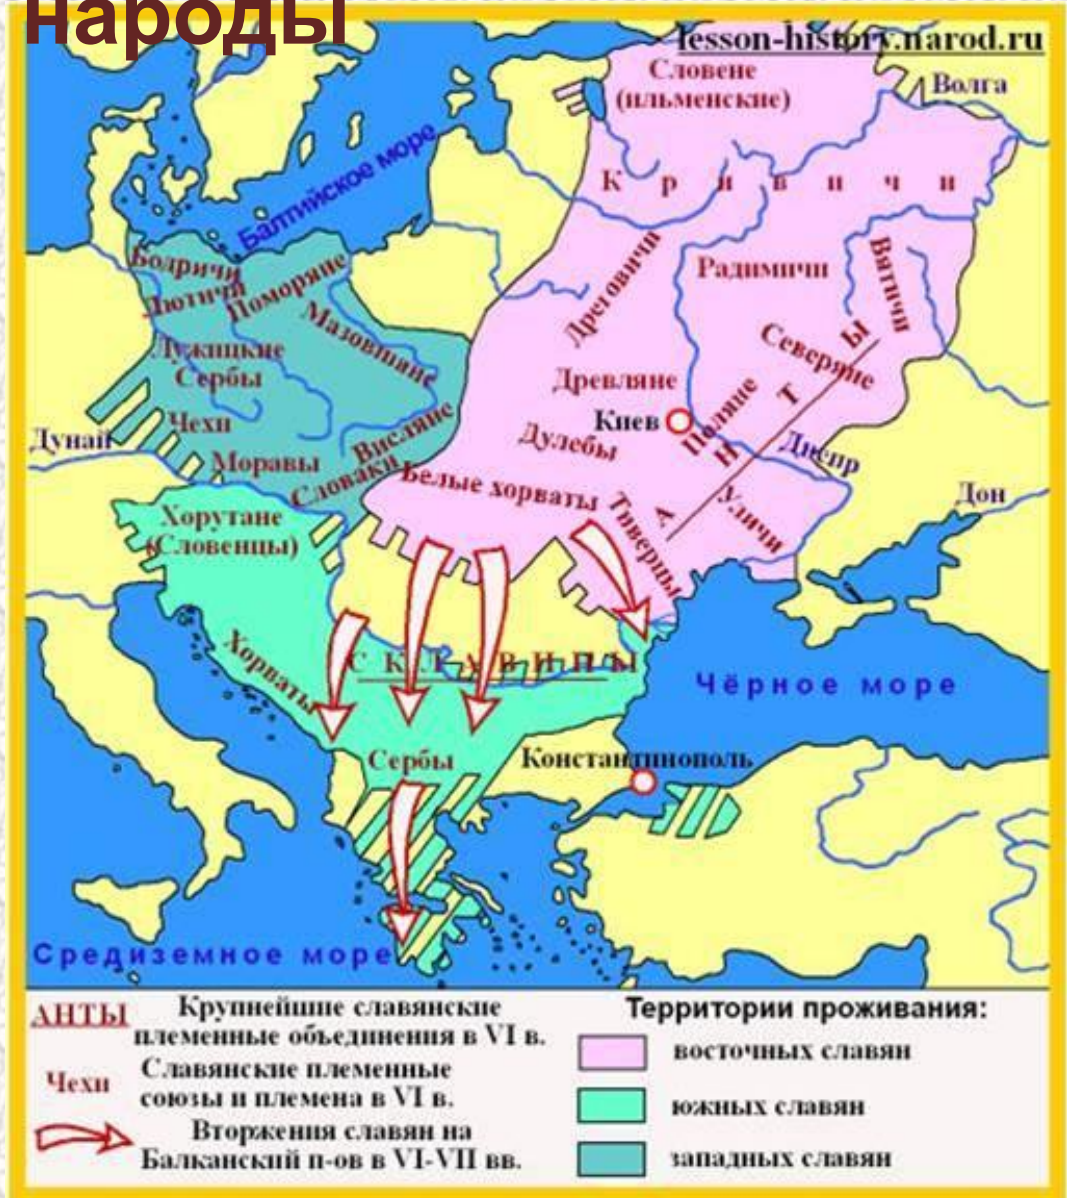 народы
lesson-history.narod.ru
Словене
(ильменские)
Волга
Кривичи
Балтийское море
Бодричи
Лютичи
Поморяне
Мазовшане
Лужицкие
Сербы
Чехи
Дунай
Моравы
Висляне
Словаки
Дреговичи
Радимичи
Вятичи
Северяне
Древляне
Киев
Поляне
АНТЫ
Дулебы
Днепр
Белые хорваты
Тиверцы
Уличи
Дон
Хорутане
(Словенцы)
Хорваты
СКЛАВИНЫ
Чёрное море
Сербы
Константинополь
Средиземное море
АНТЫ
Крупнейшие славянские
племенные объединения в VI в.
Чехи
Славянские племенные
союзы и племена в VI в.
Вторжения славян на
Балканский п-ов в VI-VII вв.
Территории проживания:
восточных славян
южных славян
западных славян